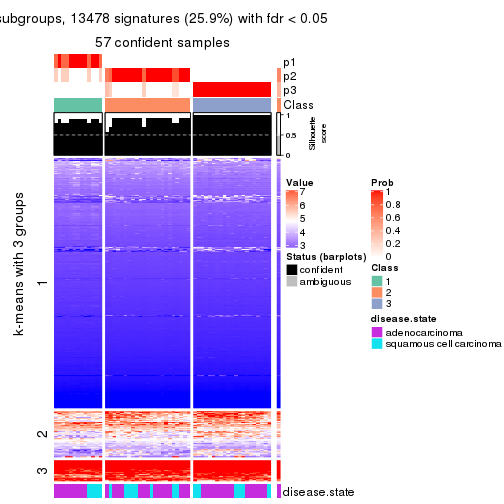 subgroups, 13478 signatures (25.9%) with fdr < 0.05
57 confident samples
p1
p2
p3
Class
1
0.5
0
Silhouette
score
k-means with 3 groups
1
2
3
disease.state
Value
7
6
5
4
3
Status (barplots)
confident
ambiguous
Prob
1
0.8
0.6
0.4
0.2
0
Class
1
2
3
disease.state
adenocarcinoma
squamous cell carcinoma